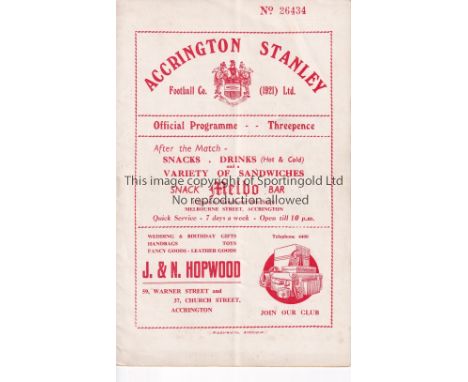 No 26434
ACCRINGTON STANLEY
Football Co. (1921) Ltd.
Official Programme - - Threepence
After the Match -
SNACKS, DRINKS (Hot & Cold)
and a
VARIETY OF SANDWICHES
This image copyright of Sportingold Ltd
SNACK Melbo BAR
No reproduction allowed
MELBOURNE STREET, ACCRINGTON
Quick Service - 7 days a week - Open till 10 p.m.
WEDDING & BIRTHDAY GIFTS
HANDBAGS TOYS
FANCY GOODS - LEATHER GOODS
J. & N. HOPWOOD
59, WARNER STREET and
37, CHURCH STREET,
ACCRINGTON
Telephone 4460
JOIN OUR CLUB